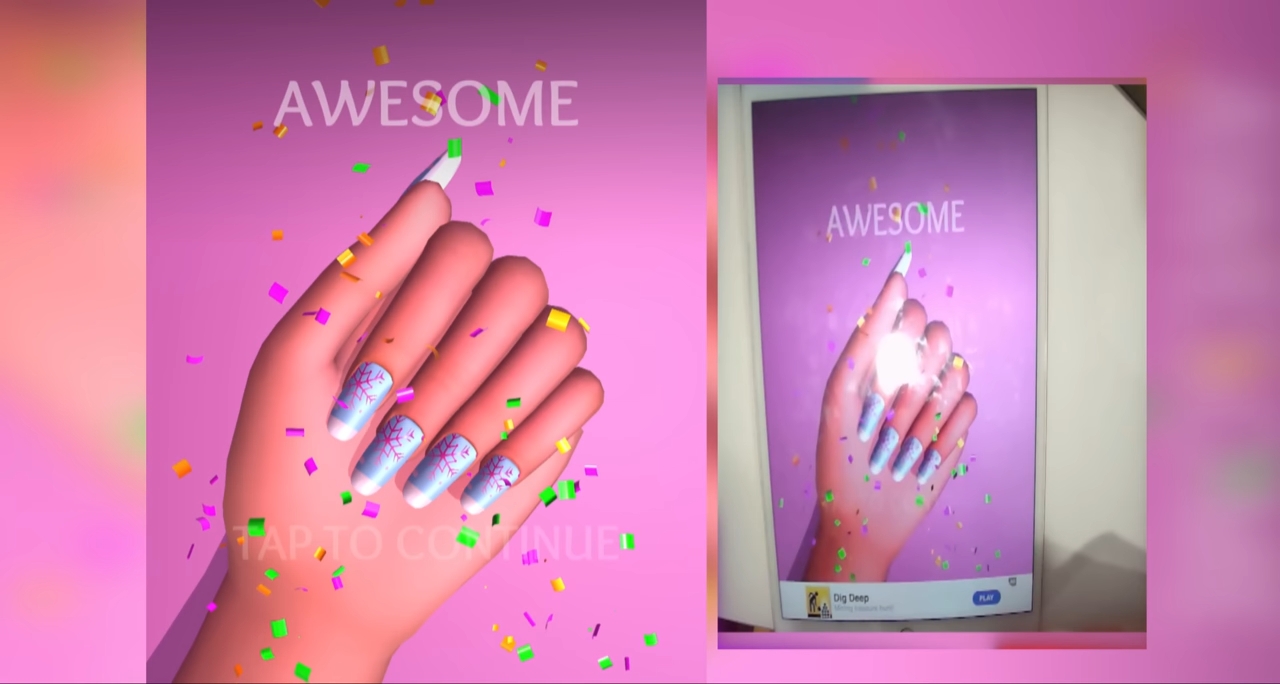 AWESOME
TAP TO CONTINUE
AWESOME
Dig Deep
PLAY